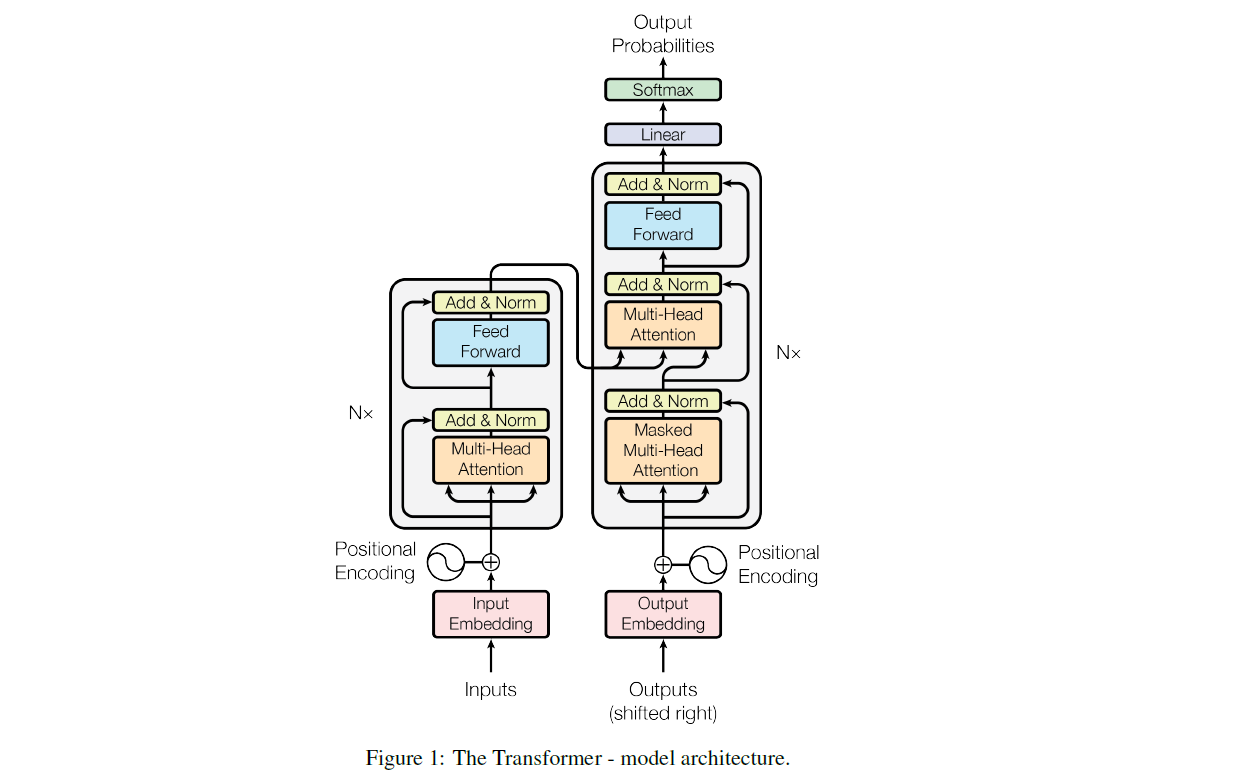 Output
Probabilities
Softmax
Linear
Add & Norm
Feed
Forward
Add & Norm
Multi-Head
Attention
Nx
Add & Norm
Masked
Multi-Head
Attention
Add & Norm
Feed
Forward
Nx
Add & Norm
Multi-Head
Attention
Positional
Encoding
Positional
Encoding
Input
Embedding
Output
Embedding
Inputs
Outputs
(shifted right)
Figure 1: The Transformer - model architecture.